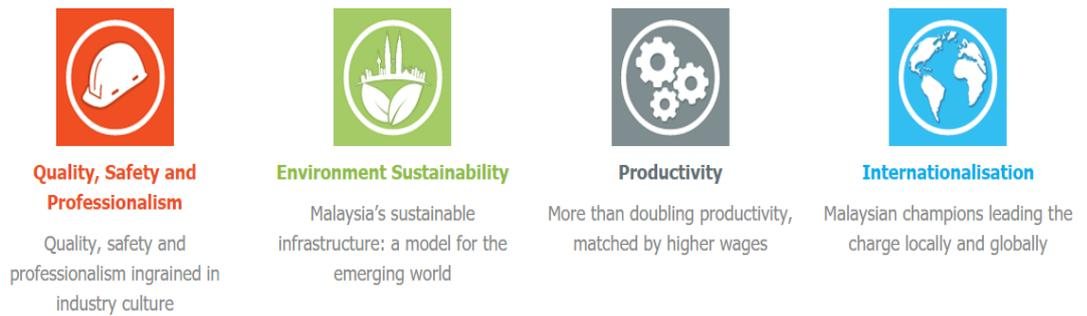 Quality, Safety and
Professionalism
Quality, safety and
professionalism ingrained in
industry culture
Environment Sustainability
Malaysia's sustainable
infrastructure: a model for the
emerging world
Productivity
More than doubling productivity,
matched by higher wages
Internationalisation
Malaysian champions leading the
charge locally and globally